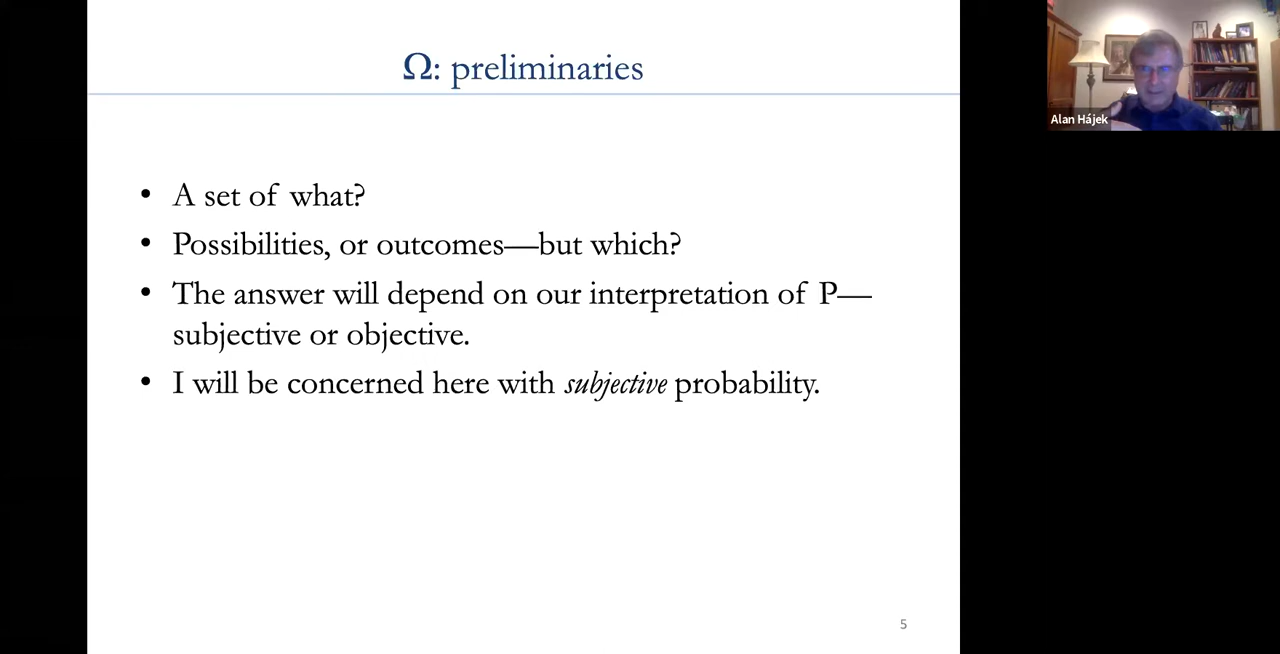 Ω: preliminaries
• A set of what?
• Possibilities, or outcomes—but which?
• The answer will depend on our interpretation of P—
subjective or objective.
• I will be concerned here with subjective probability.
5
Alan Hájek